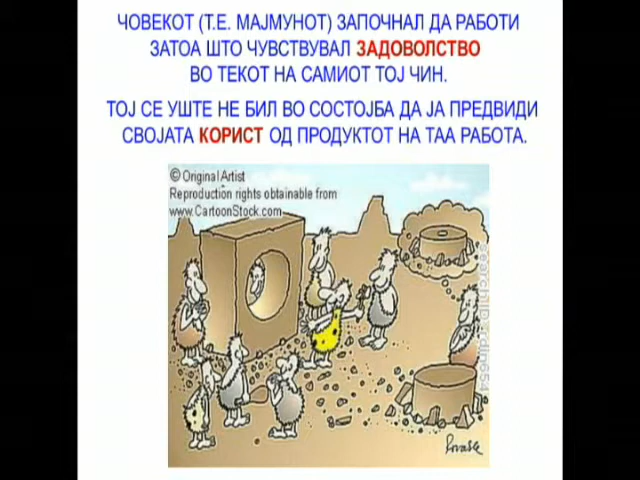 ЧОВЕКОТ (Т.Е. МАЈМУНОТ) ЗАПОЧНАЛ ДА РАБОТИ
ЗАТОА ШТО ЧУВСТВУВАЛ ЗАДОВОЛСТВО
ВО ТЕКОТ НА САМИОТ ТОЈ ЧИН.
ТОЈ СЕ УШТЕ НЕ БИЛ ВО СОСТОЈБА ДА ЈА ПРЕДВИДИ
СВОЈАТА КОРИСТ ОД ПРОДУКТОТ НА ТАА РАБОТА.
© Original Artist
Reproduction rights obtainable from
www.CartoonStock.com